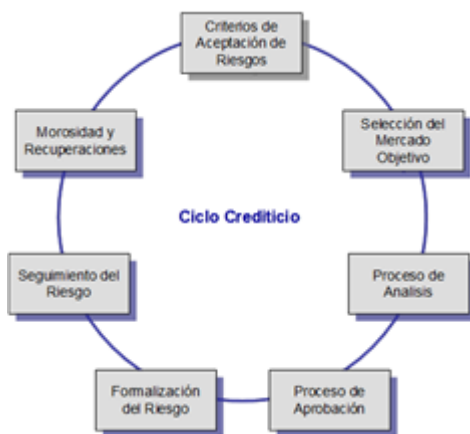 Criterios de
Aceptación de
Riesgos
Selección del
Mercado
Objetivo
Proceso de
Analisis
Proceso de
Aprobación
Formalización
del Riesgo
Seguimiento del
Riesgo
Morosidad y
Recuperaciones
Ciclo Crediticio